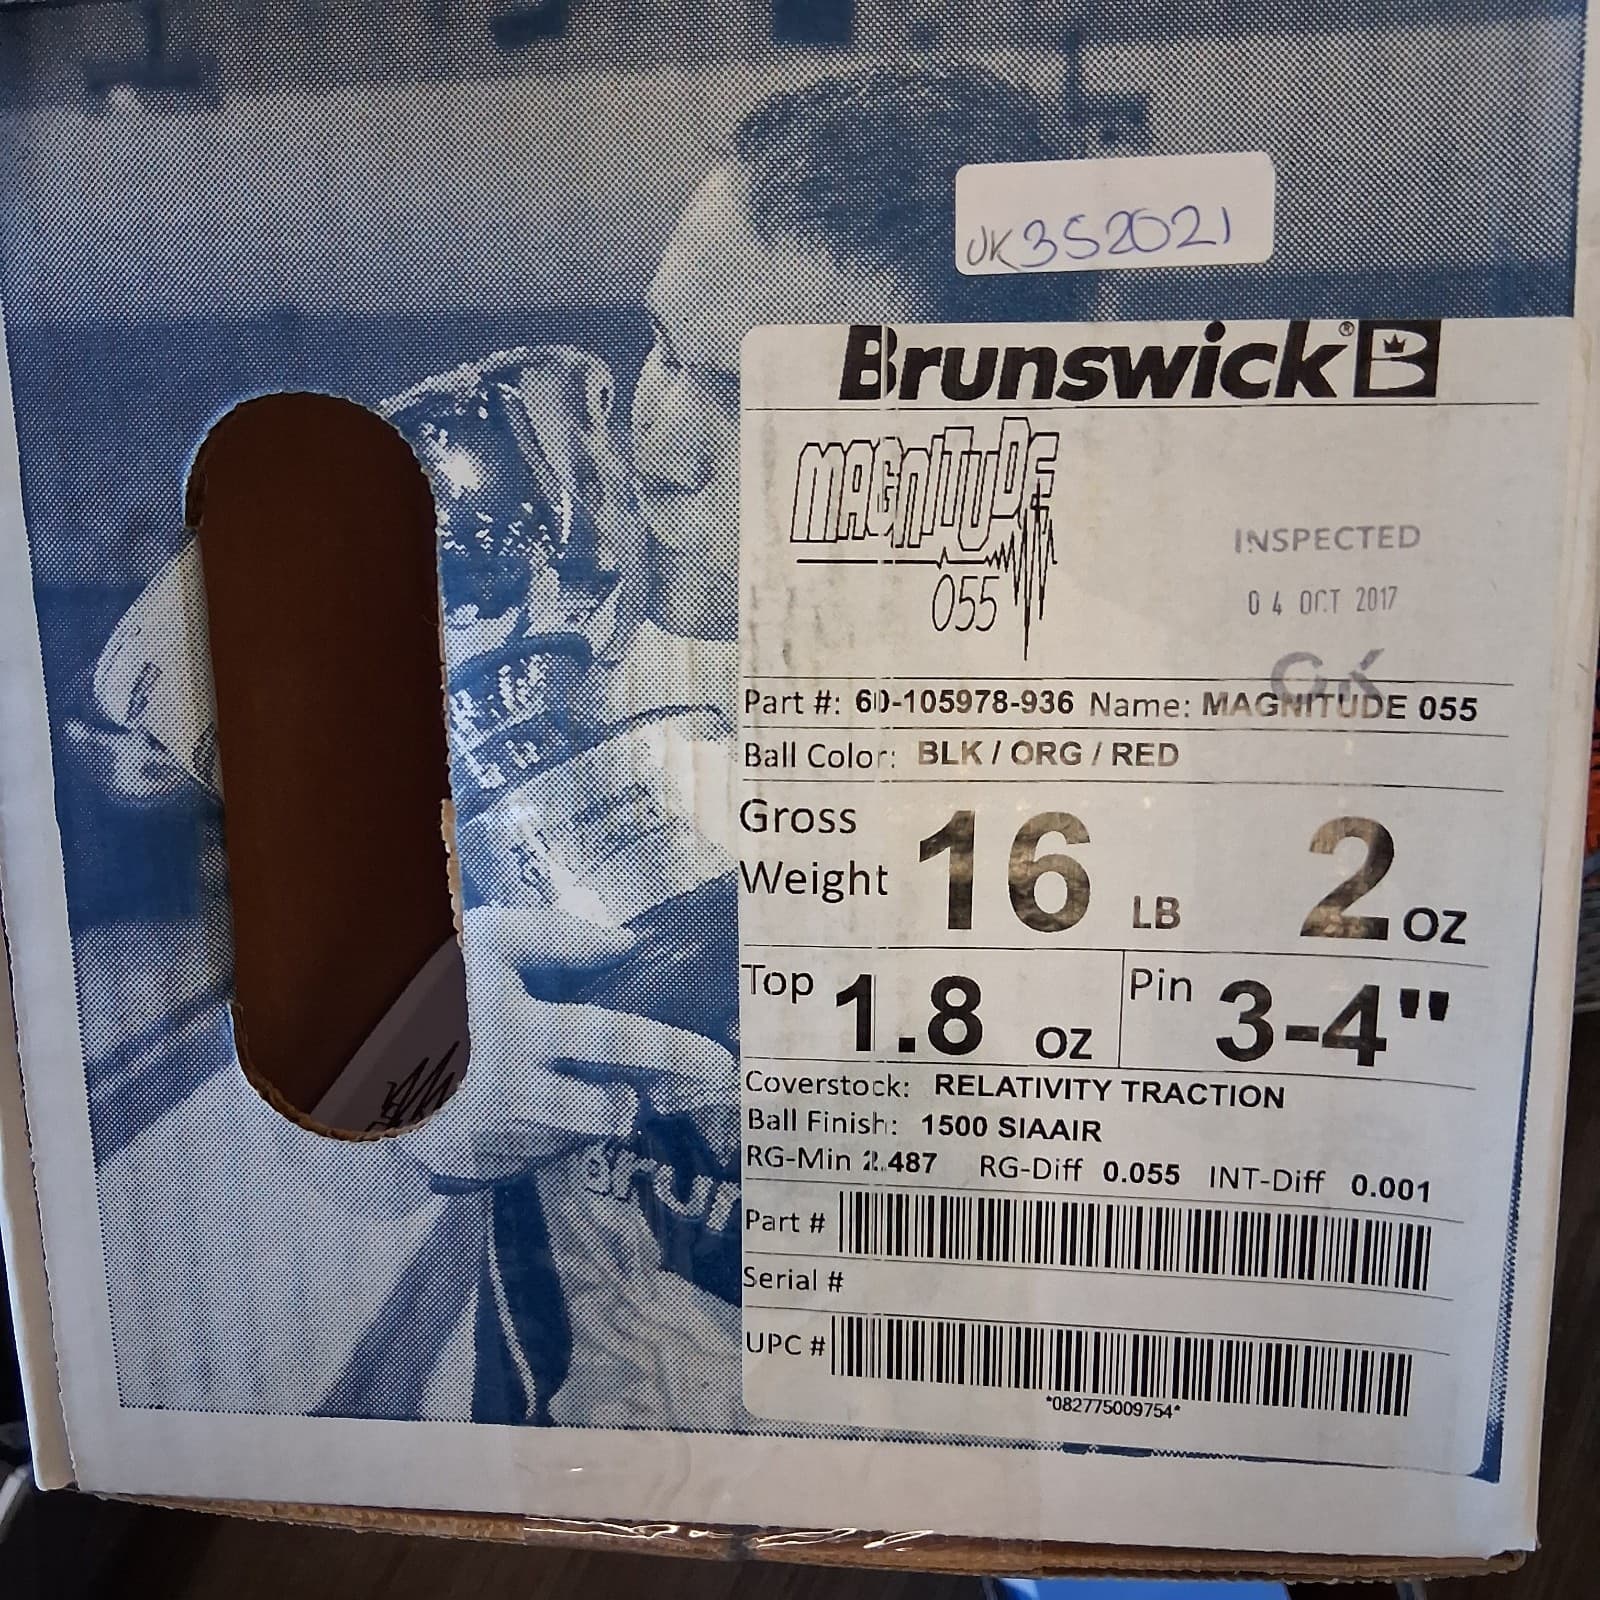 UK352021
Brunswick® B
MAGNITUDE
055
INSPECTED
04 OCT 2017
Part #: 60-105978-936 Name: MAGNITUDE 055
Ball Color: BLK / ORG / RED
Gross Weight 16 LB 2 OZ
Top 1.8 OZ Pin 3-4"
Coverstock: RELATIVITY TRACTION
Ball Finish: 1500 SIAAIR
RG-Min 2.487 RG-Diff 0.055 INT-Diff 0.001
Part #
Serial #
UPC #
*082775009754*
Brun